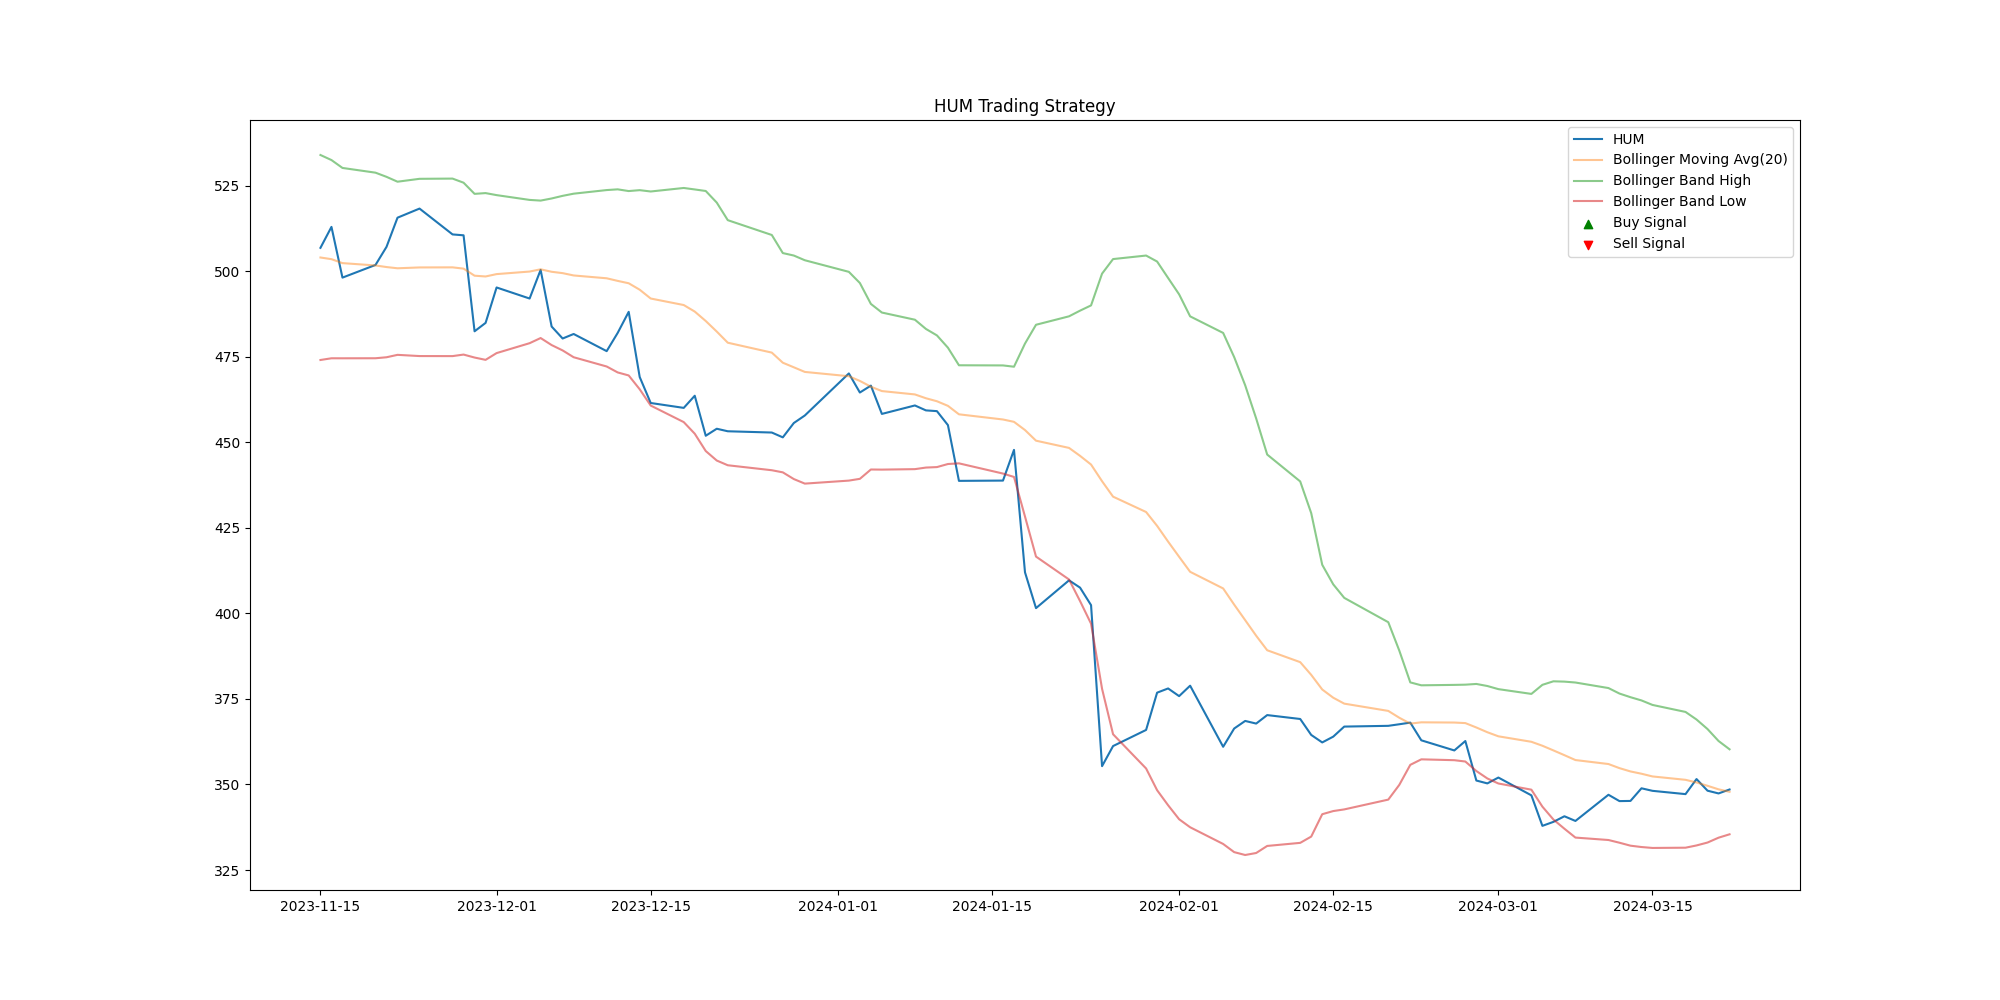 HUM Trading Strategy
HUM
Bollinger Moving Avg(20)
Bollinger Band High
Bollinger Band Low
Buy Signal
Sell Signal
525
500
475
450
425
400
375
350
325
2023-11-15 2023-12-01 2023-12-15 2024-01-01 2024-01-15 2024-02-01 2024-02-15 2024-03-01 2024-03-15